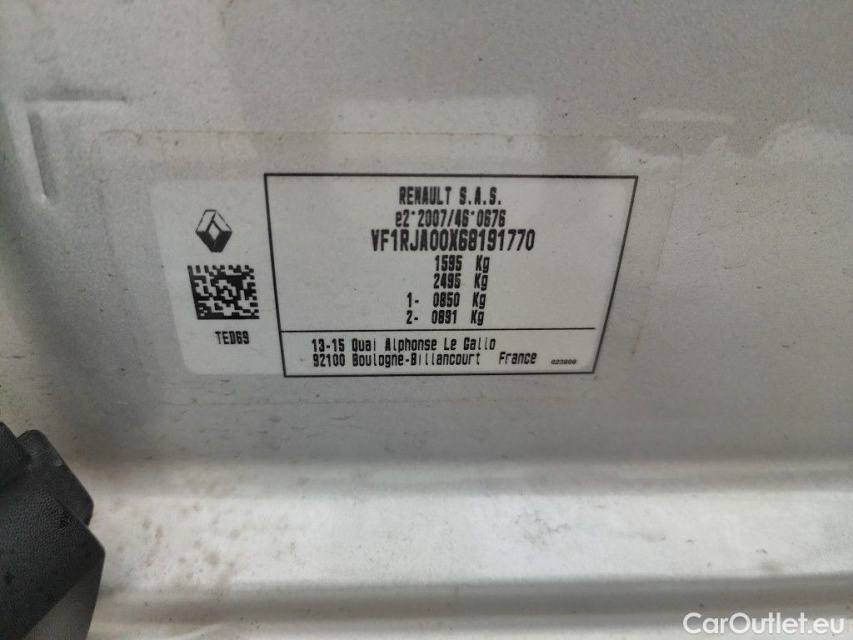 RENAULT S.A.S.
e2*2007/46*0676
VF1RJA00X68191770
1595 Kg
2495 Kg
1- 0850 Kg
2- 0891 Kg
TED69
13-15 Quai Alphonse Le Gallo
92100 Boulogne-Billancourt France
023800
CarOutlet.eu